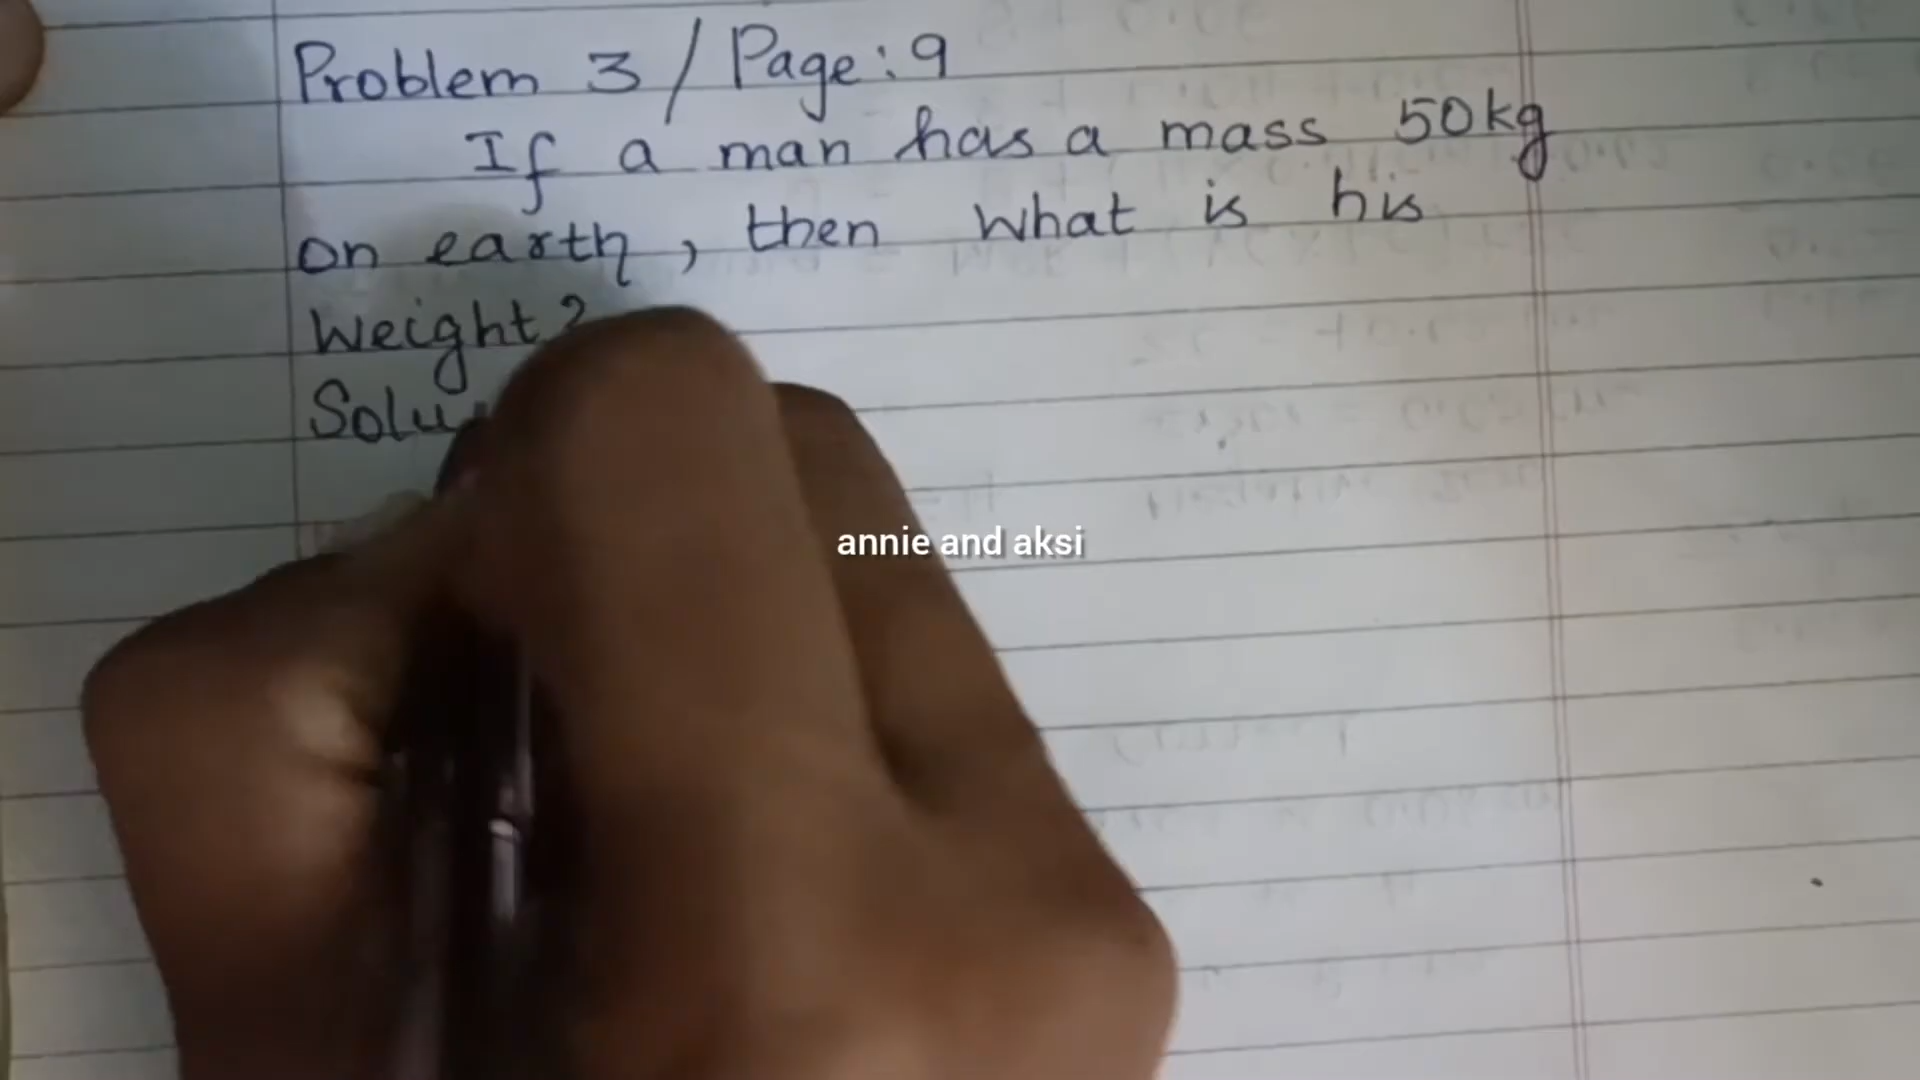 Problem 3 / Page: 9
If a man has a mass 50kg
on earth, then what is his
Weight?
Solu
annie and aksi